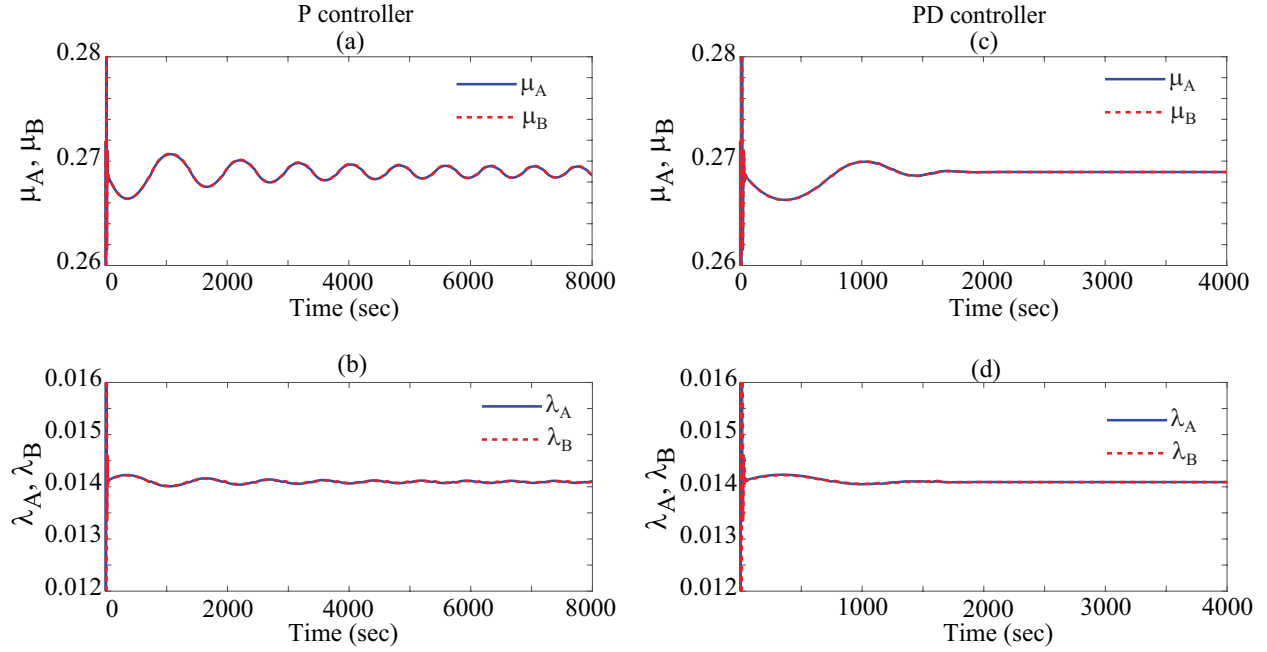 P controller
(a)
0.28
0.27
0.26
μA, μB
μA
μB
0 2000 4000 6000 8000
Time (sec)
PD controller
(c)
0.28
0.27
0.26
μA, μB
μA
μB
0 1000 2000 3000 4000
Time (sec)
(b)
0.016
0.015
0.014
0.013
0.012
λA, λB
λA
λB
0 2000 4000 6000 8000
Time (sec)
(d)
0.016
0.015
0.014
0.013
0.012
λA, λB
λA
λB
0 1000 2000 3000 4000
Time (sec)